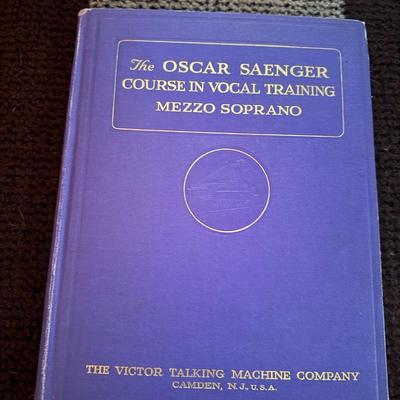 The OSCAR SAENGER
COURSE IN VOCAL TRAINING
MEZZO SOPRANO
THE VICTOR TALKING MACHINE COMPANY
CAMDEN, N.J., U.S.A.